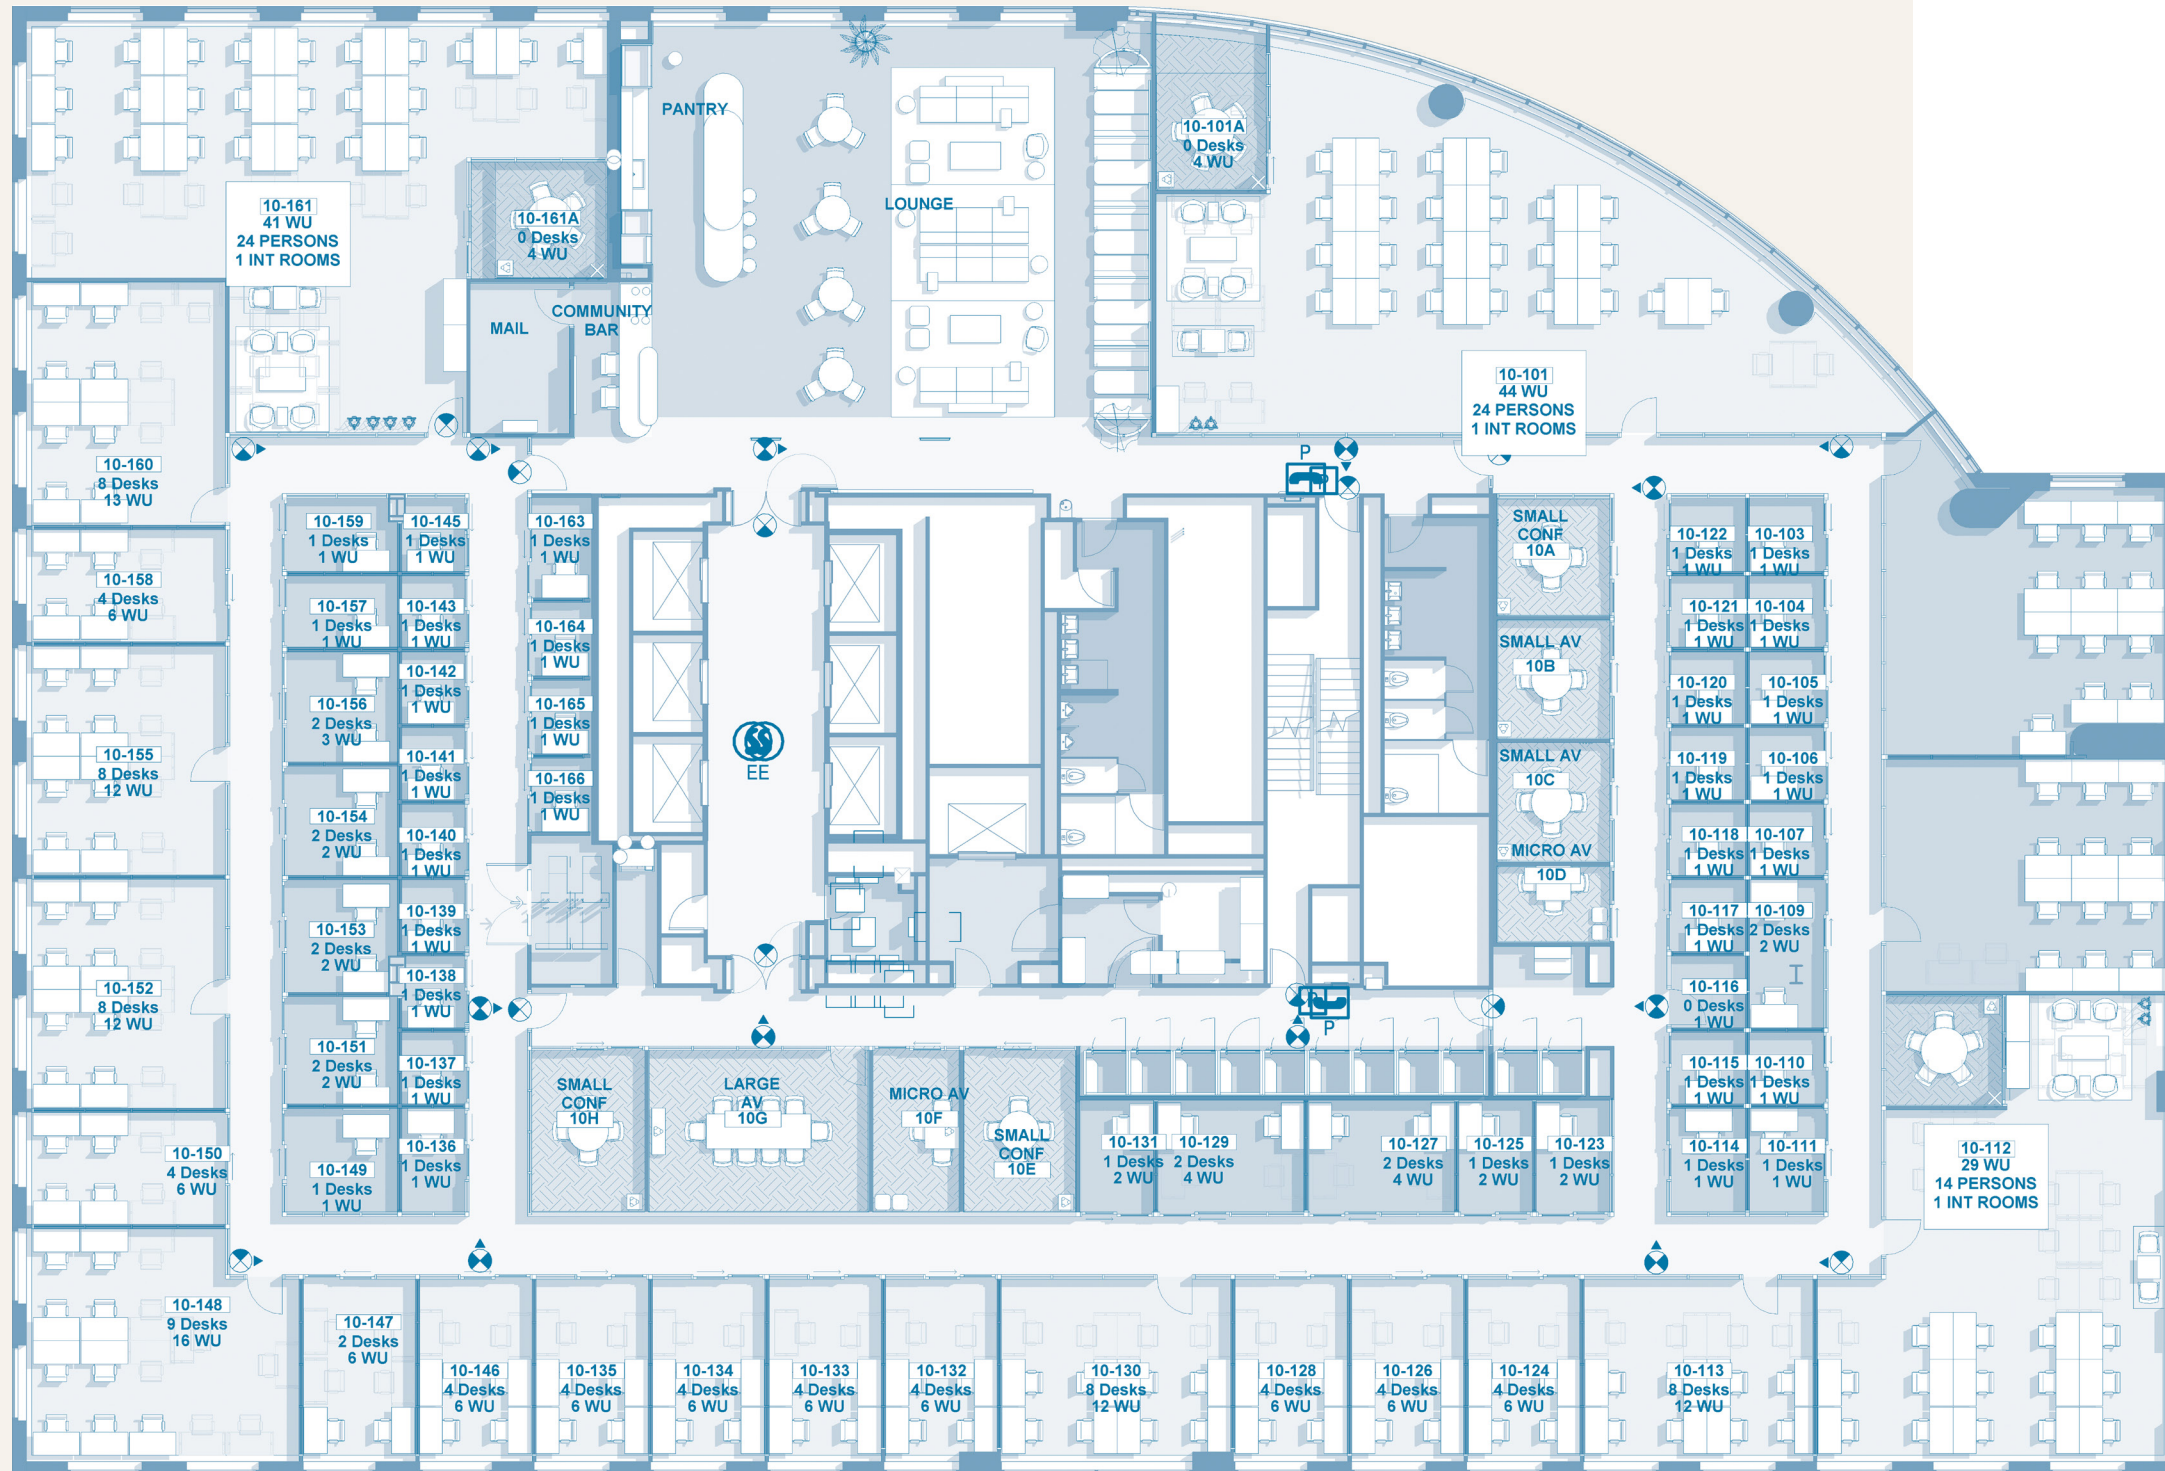 PANTRY
LOUNGE
10-101A
0 Desks
4 WU
10-161
41 WU
24 PERSONS
1 INT ROOMS
10-161A
0 Desks
4 WU
MAIL
COMMUNITY
BAR
10-101
44 WU
24 PERSONS
1 INT ROOMS
P
10-160
8 Desks
13 WU
10-158
4 Desks
6 WU
10-155
8 Desks
12 WU
10-152
8 Desks
12 WU
10-150
4 Desks
6 WU
10-148
9 Desks
16 WU
10-159
1 Desks
1 WU
10-157
1 Desks
1 WU
10-156
2 Desks
3 WU
10-154
2 Desks
2 WU
10-153
2 Desks
2 WU
10-151
2 Desks
2 WU
10-149
1 Desks
1 WU
10-145
1 Desks
1 WU
10-143
1 Desks
1 WU
10-142
1 Desks
1 WU
10-141
1 Desks
1 WU
10-140
1 Desks
1 WU
10-139
1 Desks
1 WU
10-138
1 Desks
1 WU
10-137
1 Desks
1 WU
10-136
1 Desks
1 WU
10-163
1 Desks
1 WU
10-164
1 Desks
1 WU
10-165
1 Desks
1 WU
10-166
1 Desks
1 WU
EE
SMALL
CONF
10A
SMALL AV
10B
SMALL AV
10C
MICRO AV
10D
P
10-122
1 Desks
1 WU
10-121
1 Desks
1 WU
10-120
1 Desks
1 WU
10-119
1 Desks
1 WU
10-118
1 Desks
1 WU
10-117
1 Desks
1 WU
10-116
0 Desks
1 WU
10-115
1 Desks
1 WU
10-114
1 Desks
1 WU
10-103
1 Desks
1 WU
10-104
1 Desks
1 WU
10-105
1 Desks
1 WU
10-106
1 Desks
1 WU
10-107
1 Desks
1 WU
10-109
2 Desks
2 WU
10-110
1 Desks
1 WU
10-111
1 Desks
1 WU
10-112
29 WU
14 PERSONS
1 INT ROOMS
SMALL
CONF
10H
LARGE
AV
10G
MICRO AV
10F
SMALL
CONF
10E
10-131
1 Desks
2 WU
10-129
2 Desks
4 WU
10-127
2 Desks
4 WU
10-125
1 Desks
2 WU
10-123
1 Desks
2 WU
10-147
2 Desks
6 WU
10-146
4 Desks
6 WU
10-135
4 Desks
6 WU
10-134
4 Desks
6 WU
10-133
4 Desks
6 WU
10-132
4 Desks
6 WU
10-130
8 Desks
12 WU
10-128
4 Desks
6 WU
10-126
4 Desks
6 WU
10-124
4 Desks
6 WU
10-113
8 Desks
12 WU